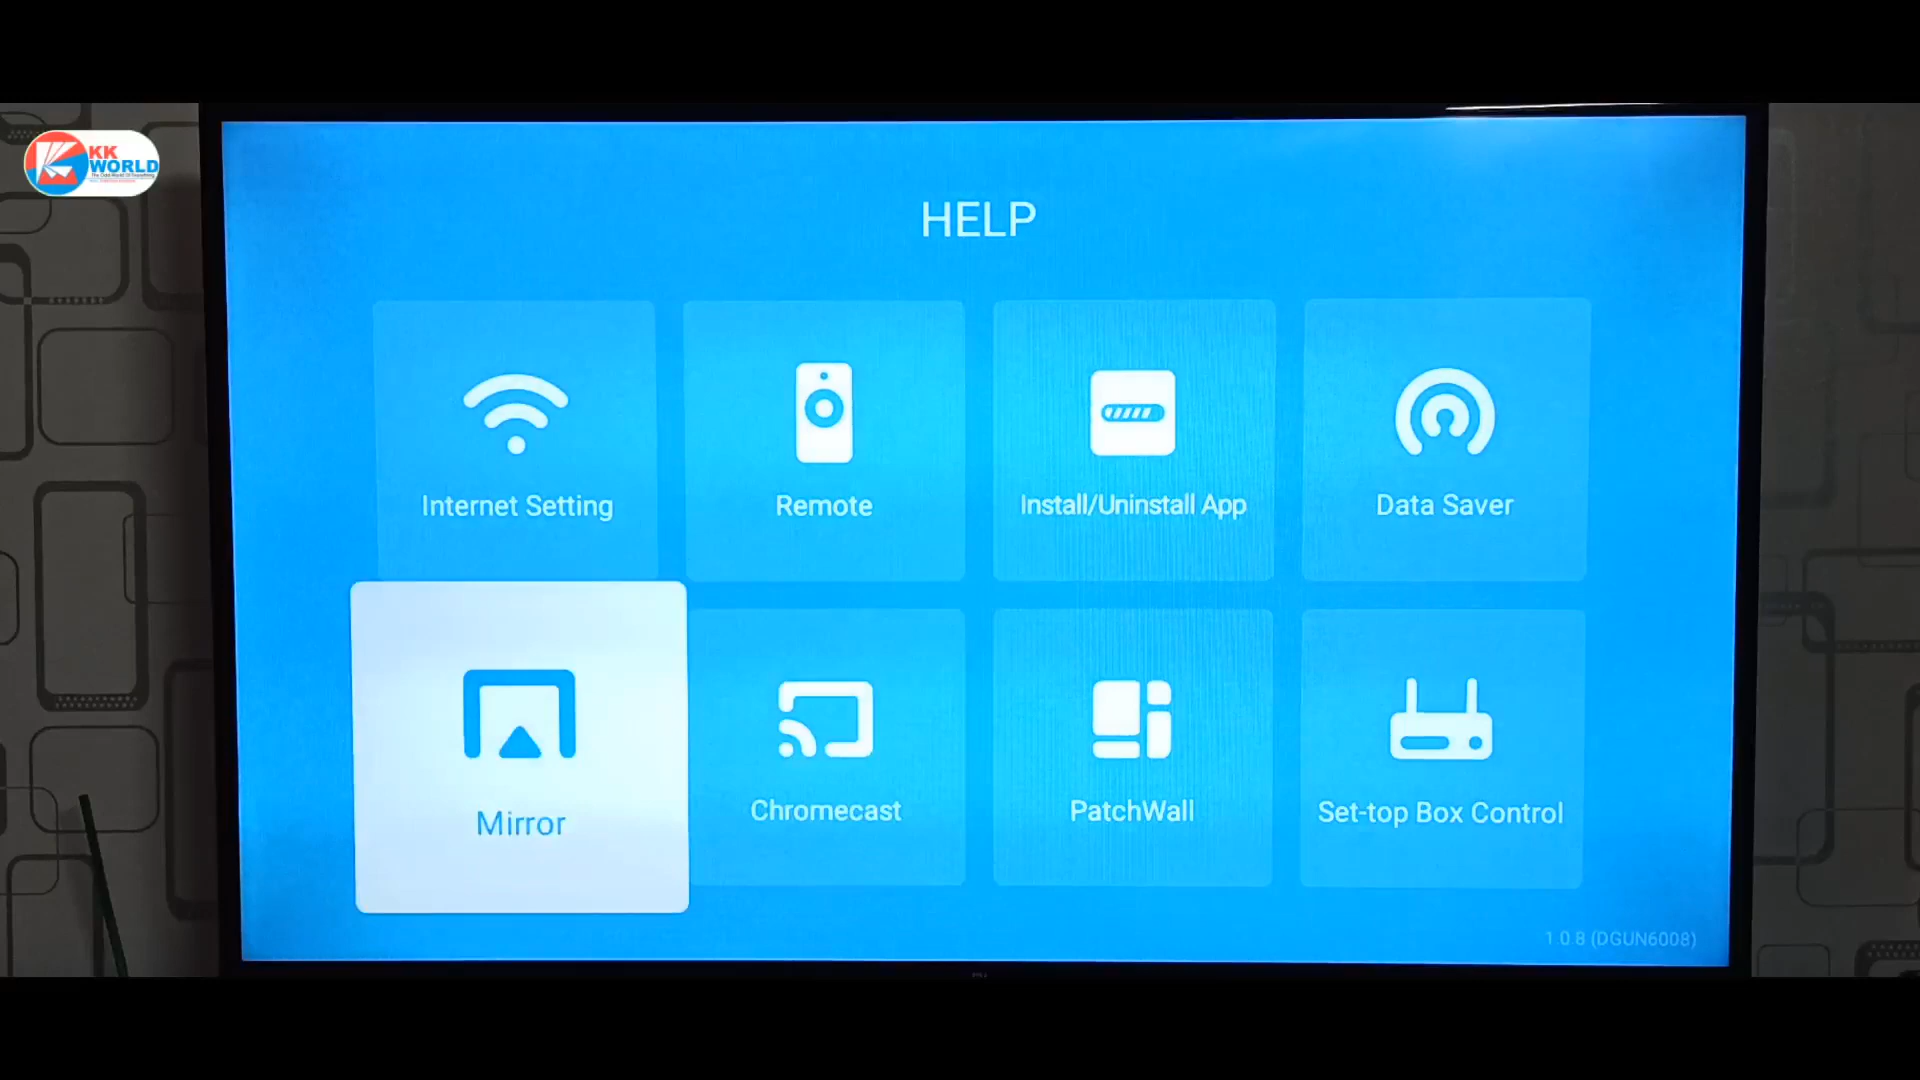 KK
WORLD
HELP
Internet Setting
Remote
Install/Uninstall App
Data Saver
Mirror
Chromecast
PatchWall
Set-top Box Control
1.0.8 (DGUN6008)